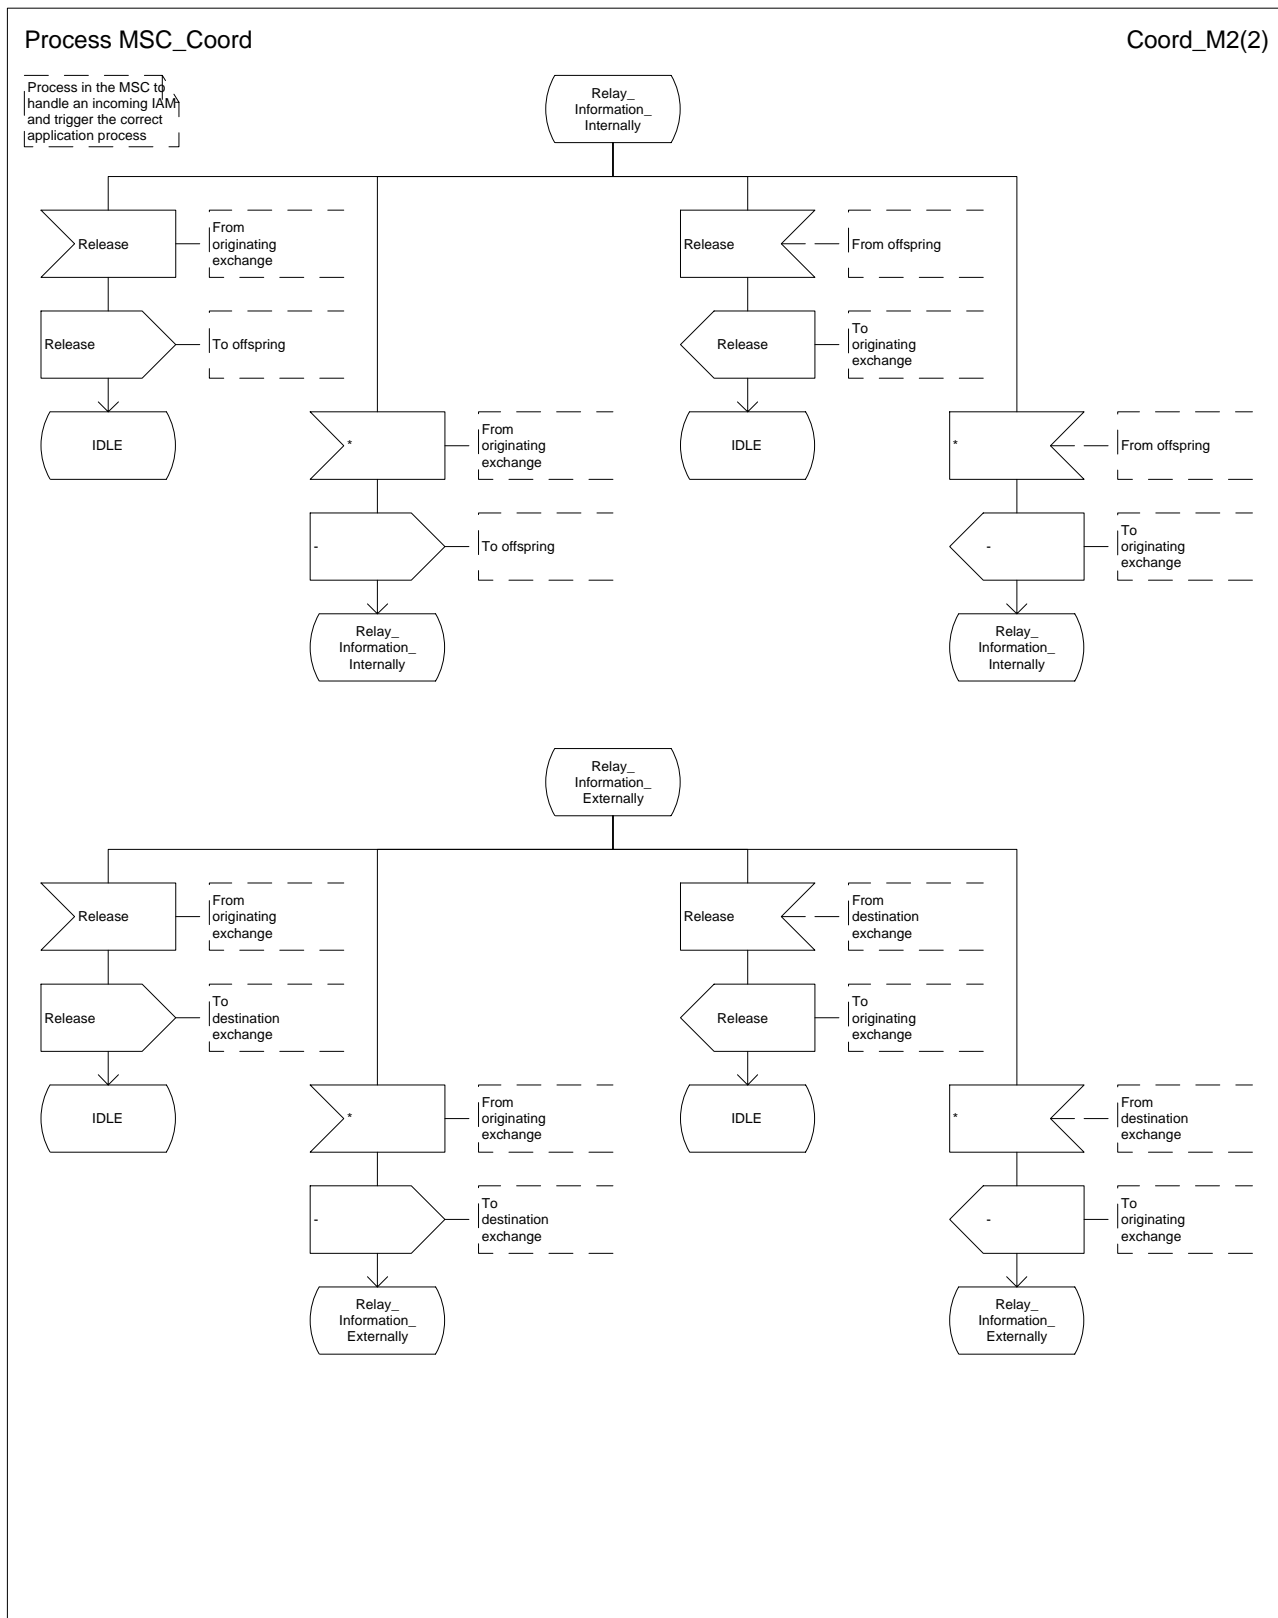 Process MSC_Coord
Coord_M2(2)
Process in the MSC to
handle an incoming IAM
and trigger the correct
application process
Relay_
Information_
Internally
Release
From
originating
exchange
Release
From offspring
Release
To offspring
Release
To
originating
exchange
IDLE
*
From
originating
exchange
IDLE
*
From offspring
-
To offspring
-
To
originating
exchange
Relay_
Information_
Internally
Relay_
Information_
Internally
Relay_
Information_
Externally
Release
From
originating
exchange
Release
From
destination
exchange
Release
To
destination
exchange
Release
To
originating
exchange
IDLE
*
From
originating
exchange
IDLE
*
From
destination
exchange
-
To
destination
exchange
-
To
originating
exchange
Relay_
Information_
Externally
Relay_
Information_
Externally